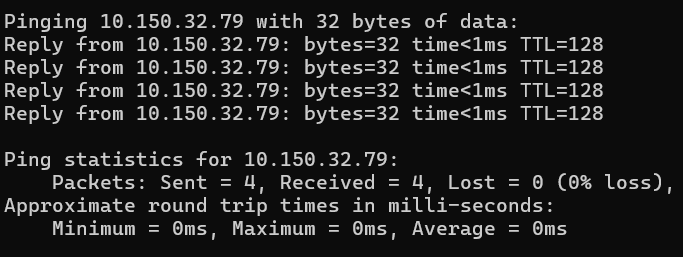 Pinging 10.150.32.79 with 32 bytes of data:
Reply from 10.150.32.79: bytes=32 time<1ms TTL=128
Reply from 10.150.32.79: bytes=32 time<1ms TTL=128
Reply from 10.150.32.79: bytes=32 time<1ms TTL=128
Reply from 10.150.32.79: bytes=32 time<1ms TTL=128

Ping statistics for 10.150.32.79:
    Packets: Sent = 4, Received = 4, Lost = 0 (0% loss),
Approximate round trip times in milli-seconds:
    Minimum = 0ms, Maximum = 0ms, Average = 0ms